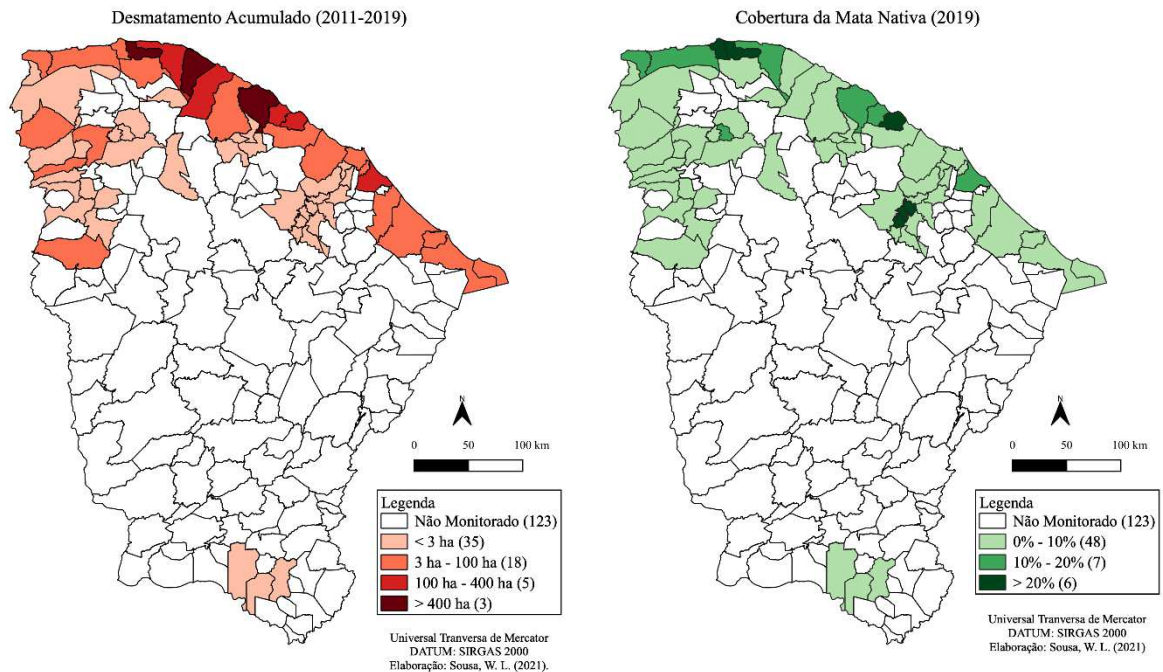 Desmatamento Acumulado (2011-2019)
N
0 50 100 km
Legenda
Não Monitorado (123)
< 3 ha (35)
3 ha - 100 ha (18)
100 ha - 400 ha (5)
> 400 ha (3)
Universal Tranversa de Mercator
DATUM: SIRGAS 2000
Elaboração: Sousa, W. L. (2021).
Cobertura da Mata Nativa (2019)
N
0 50 100 km
Legenda
Não Monitorado (123)
0% - 10% (48)
10% - 20% (7)
> 20% (6)
Universal Tranversa de Mercator
DATUM: SIRGAS 2000
Elaboração: Sousa, W. L. (2021)